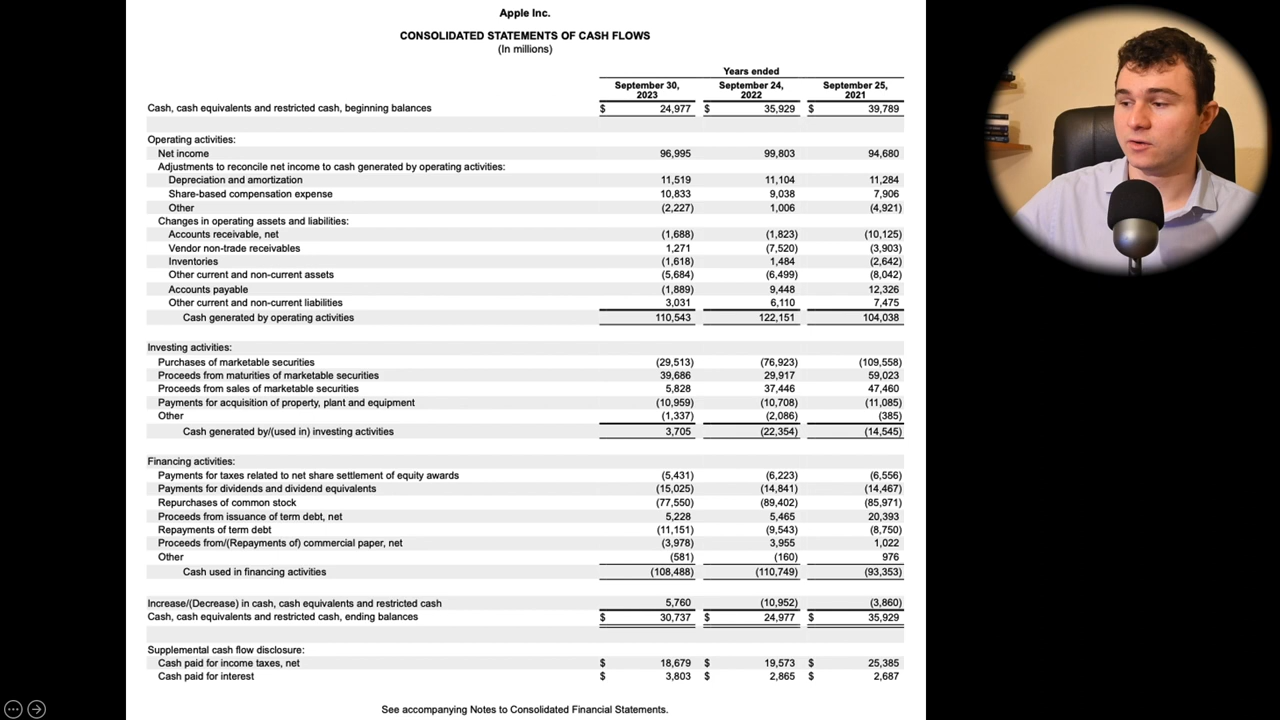 Apple Inc.
CONSOLIDATED STATEMENTS OF CASH FLOWS
(In millions)
Years ended
September 30, 2023 September 24, 2022 September 25, 2021
Cash, cash equivalents and restricted cash, beginning balances $ 24,977 $ 35,929 $ 39,789
Operating activities:
Net income 96,995 99,803 94,680
Adjustments to reconcile net income to cash generated by operating activities:
Depreciation and amortization 11,519 11,104 11,284
Share-based compensation expense 10,833 9,038 7,906
Other (2,227) 1,006 (4,921)
Changes in operating assets and liabilities:
Accounts receivable, net (1,688) (1,823) (10,125)
Vendor non-trade receivables 1,271 (7,520) (3,903)
Inventories (1,618) 1,484 (2,642)
Other current and non-current assets (5,684) (6,499) (8,042)
Accounts payable (1,889) 9,448 12,326
Other current and non-current liabilities 3,031 6,110 7,475
Cash generated by operating activities 110,543 122,151 104,038
Investing activities:
Purchases of marketable securities (29,513) (76,923) (109,558)
Proceeds from maturities of marketable securities 39,686 29,917 59,023
Proceeds from sales of marketable securities 5,828 37,446 47,460
Payments for acquisition of property, plant and equipment (10,959) (10,708) (11,085)
Other (1,337) (2,086) (385)
Cash generated by/(used in) investing activities 3,705 (22,354) (14,545)
Financing activities:
Payments for taxes related to net share settlement of equity awards (5,431) (6,223) (6,556)
Payments for dividends and dividend equivalents (15,025) (14,841) (14,467)
Repurchases of common stock (77,550) (89,402) (85,971)
Proceeds from issuance of term debt, net 5,228 5,465 20,393
Repayments of term debt (11,151) (9,543) (8,750)
Proceeds from/(Repayments of) commercial paper, net (3,978) 3,955 1,022
Other (581) (160) 976
Cash used in financing activities (108,488) (110,749) (93,353)
Increase/(Decrease) in cash, cash equivalents and restricted cash 5,760 (10,952) (3,860)
Cash, cash equivalents and restricted cash, ending balances $ 30,737 $ 24,977 $ 35,929
Supplemental cash flow disclosure:
Cash paid for income taxes, net $ 18,679 $ 19,573 $ 25,385
Cash paid for interest $ 3,803 $ 2,865 $ 2,687
See accompanying Notes to Consolidated Financial Statements.